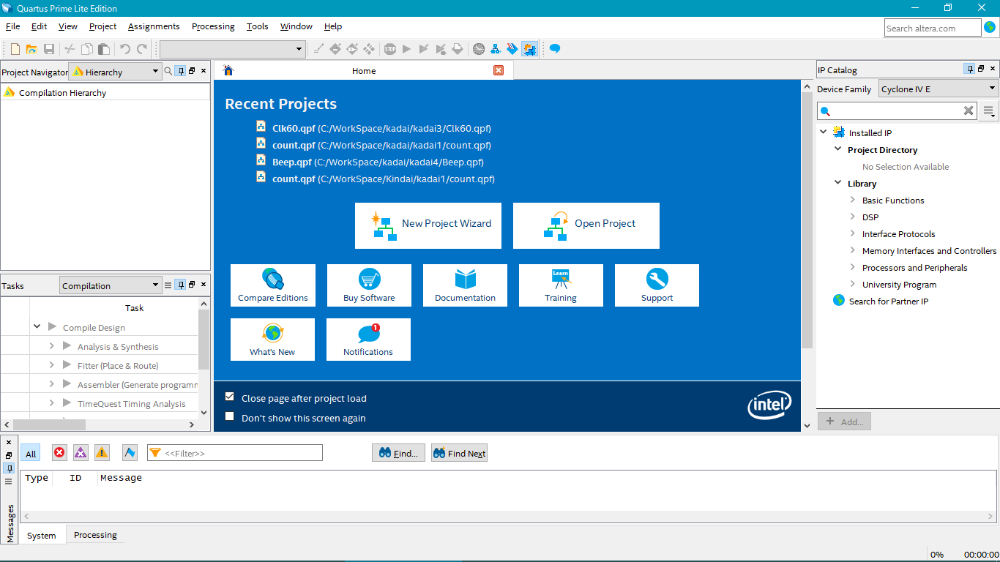 Quartus Prime Lite Edition
File Edit View Project Assignments Processing Tools Window Help
Search altera.com
STOP
Project Navigator Hierarchy
Compilation Hierarchy
Home
Recent Projects
Clk60.qpf (C:/WorkSpace/kadai/kadai3/Clk60.qpf)
count.qpf (C:/WorkSpace/kadai/kadai1/count.qpf)
Beep.qpf (C:/WorkSpace/kadai/kadai4/Beep.qpf)
count.qpf (C:/WorkSpace/Kindai/kadai1/count.qpf)
New Project Wizard
Open Project
Compare Editions
Buy Software
Documentation
Learn
Training
Support
What's New
1
Notifications
Close page after project load
Don't show this screen again
intel
IP Catalog
Device Family Cyclone IV E
Installed IP
Project Directory
No Selection Available
Library
Basic Functions
DSP
Interface Protocols
Memory Interfaces and Controllers
Processors and Peripherals
University Program
Search for Partner IP
+ Add...
Tasks Compilation
Task
Compile Design
Analysis & Synthesis
Fitter (Place & Route)
Assembler (Generate programm
TimeQuest Timing Analysis
All
<<Filter>>
Find...
Find Next
Type ID Message
Messages
System Processing
0% 00:00:00